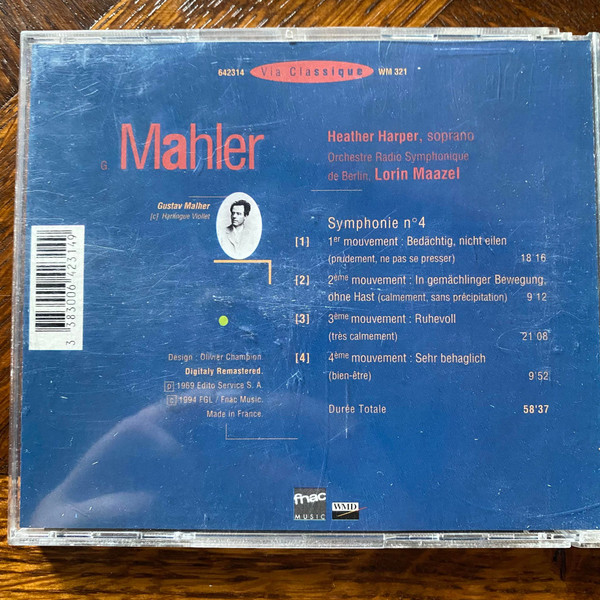 642314 Via Classique WM 321
G. Mahler
Heather Harper, soprano
Orchestre Radio Symphonique
de Berlin, Lorin Maazel
Gustav Malher
(c) Harlingue Viollet
Symphonie n°4
[1] 1er mouvement : Bedächtig, nicht eilen
(prudement, ne pas se presser) 18'16
[2] 2ème mouvement : In gemächlinger Bewegung,
ohne Hast (calmement, sans précipitation) 9'12
[3] 3ème mouvement : Ruhevoll
(très calmement) 21'08
[4] 4ème mouvement : Sehr behaglich
(bien-être) 9'52
Durée Totale 58'37
3 383006 423149
Design : Olivier Champion.
Digitaly Remastered.
℗ 1969 Edito Service S. A.
© 1994 FGL / Fnac Music.
Made in France.
fnac
MUSIC
WMD